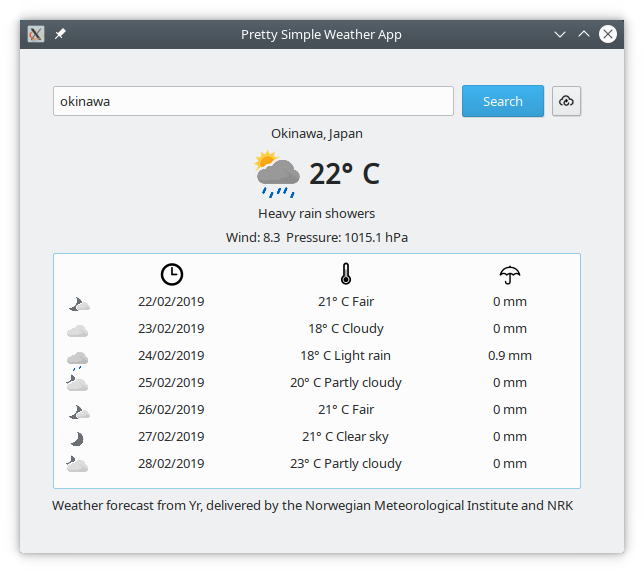 Pretty Simple Weather App
okinawa
Search
Okinawa, Japan
22° C
Heavy rain showers
Wind: 8.3 Pressure: 1015.1 hPa
22/02/2019 21° C Fair 0 mm
23/02/2019 18° C Cloudy 0 mm
24/02/2019 18° C Light rain 0.9 mm
25/02/2019 20° C Partly cloudy 0 mm
26/02/2019 21° C Fair 0 mm
27/02/2019 21° C Clear sky 0 mm
28/02/2019 23° C Partly cloudy 0 mm
Weather forecast from Yr, delivered by the Norwegian Meteorological Institute and NRK